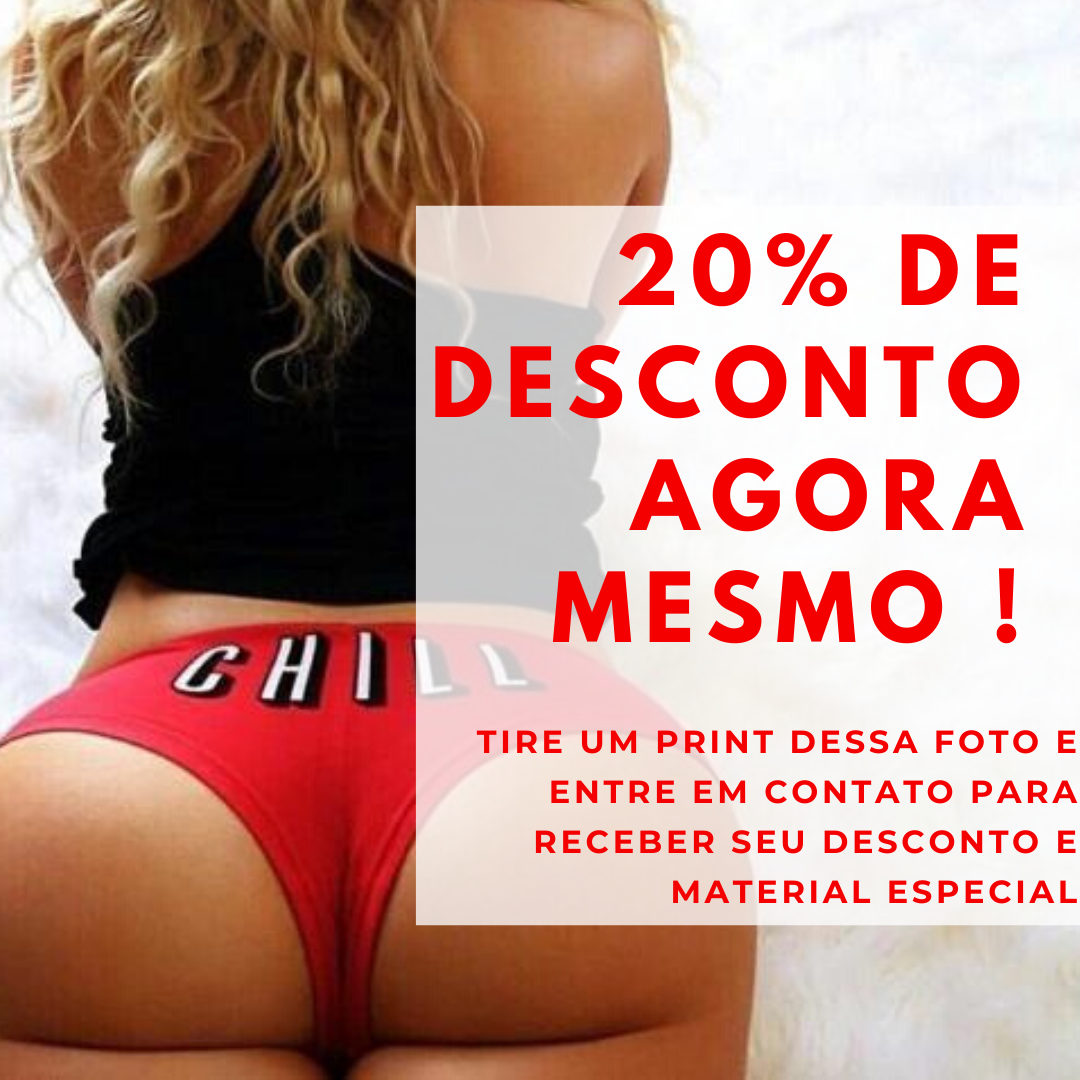 20% DE
DESCONTO
AGORA
MESMO !
CHILL
TIRE UM PRINT DESSA FOTO E
ENTRE EM CONTATO PARA
RECEBER SEU DESCONTO E
MATERIAL ESPECIAL